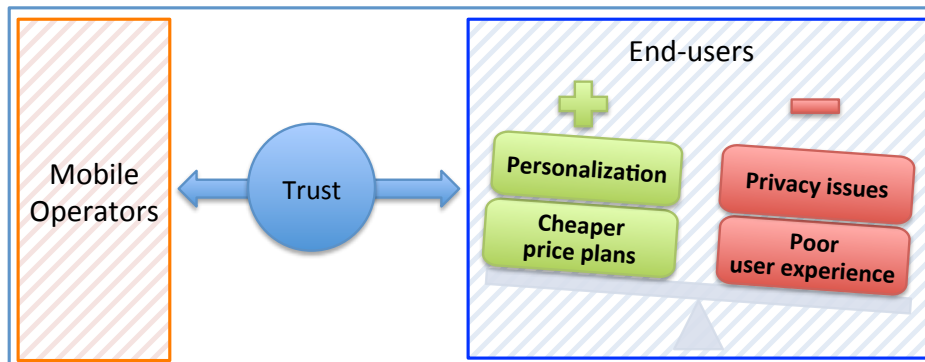 Mobile
Operators
Trust
End-users
Personalization
Cheaper
price plans
Privacy issues
Poor
user experience